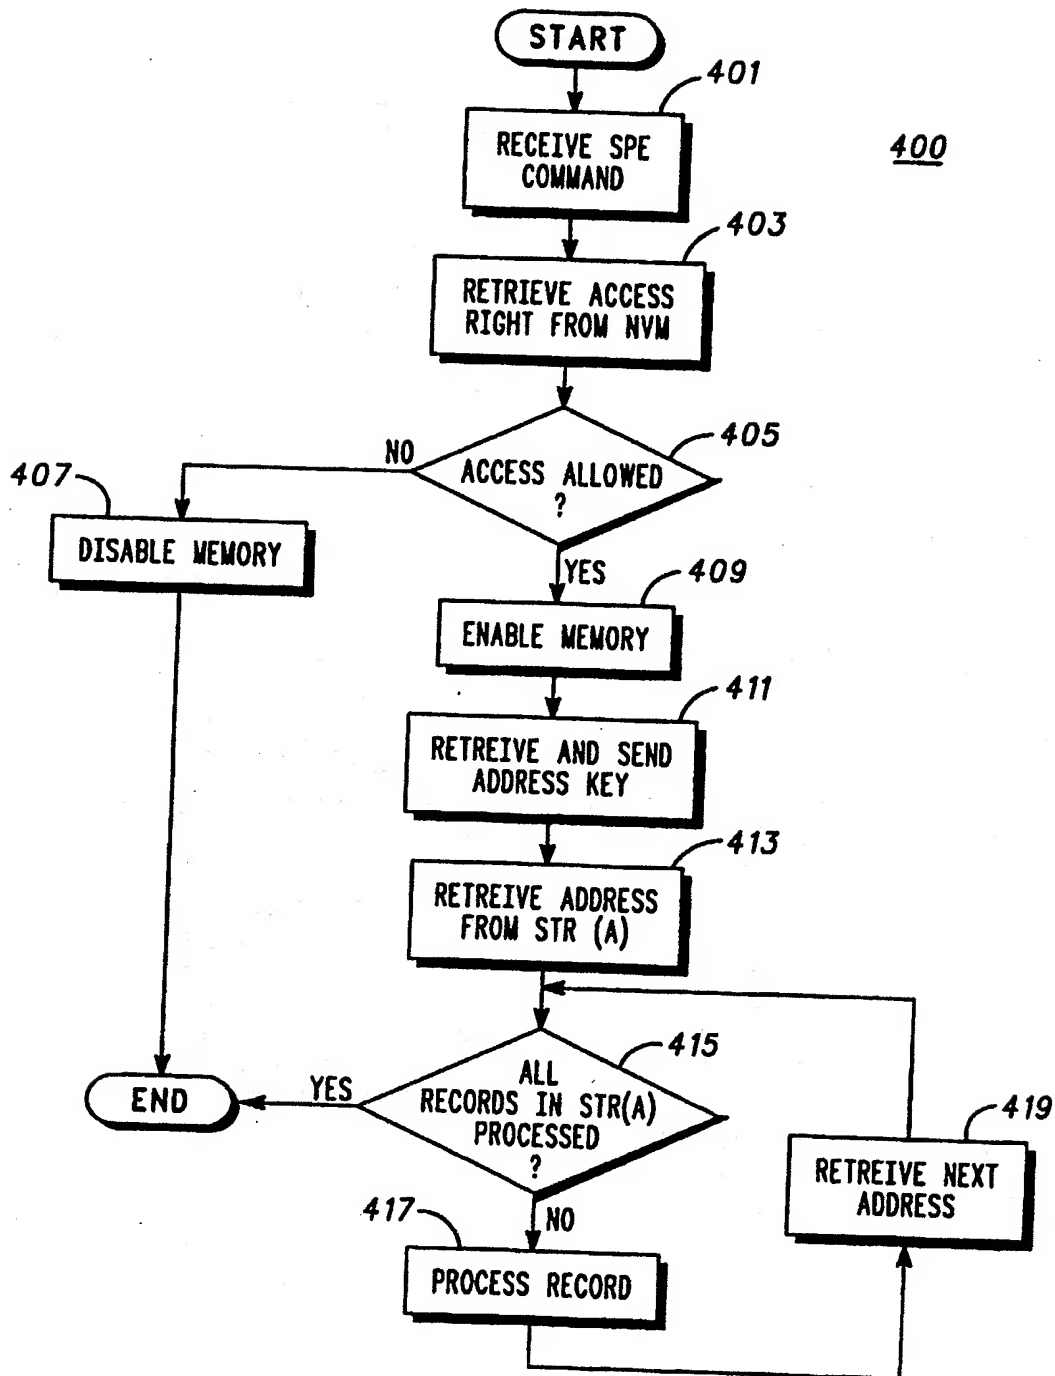 START
401
RECEIVE SPE
COMMAND
400
403
RETRIEVE ACCESS
RIGHT FROM NVM
405
NO
ACCESS ALLOWED
?
407
DISABLE MEMORY
YES
409
ENABLE MEMORY
411
RETREIVE AND SEND
ADDRESS KEY
413
RETREIVE ADDRESS
FROM STR (A)
415
ALL
RECORDS IN STR(A)
PROCESSED
?
YES
END
419
RETREIVE NEXT
ADDRESS
417
NO
PROCESS RECORD